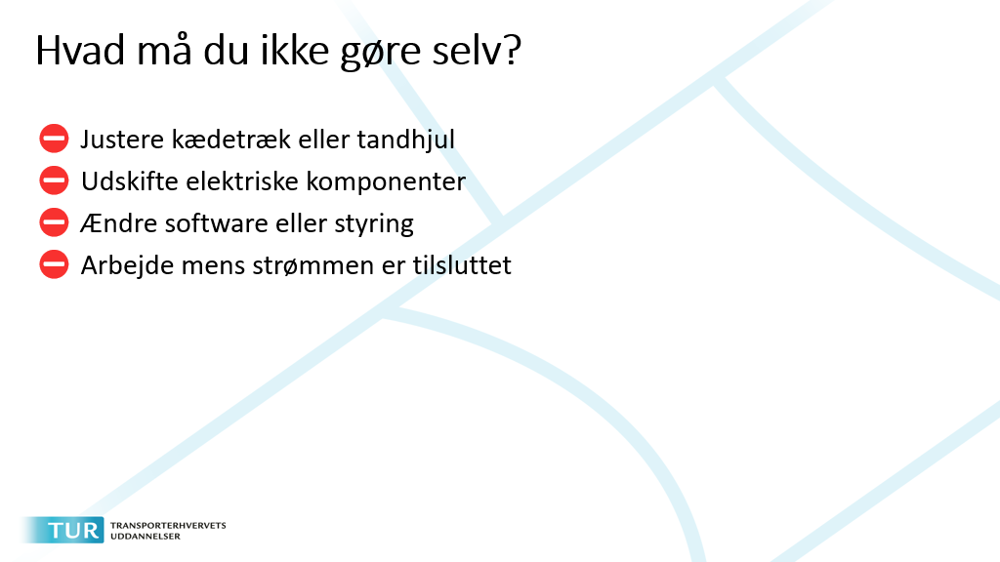 Hvad må du ikke gøre selv?
Justere kædetræk eller tandhjul
Udskifte elektriske komponenter
Ændre software eller styring
Arbejde mens strømmen er tilsluttet
TUR TRANSPORTERHVERVETS
UDDANNELSER